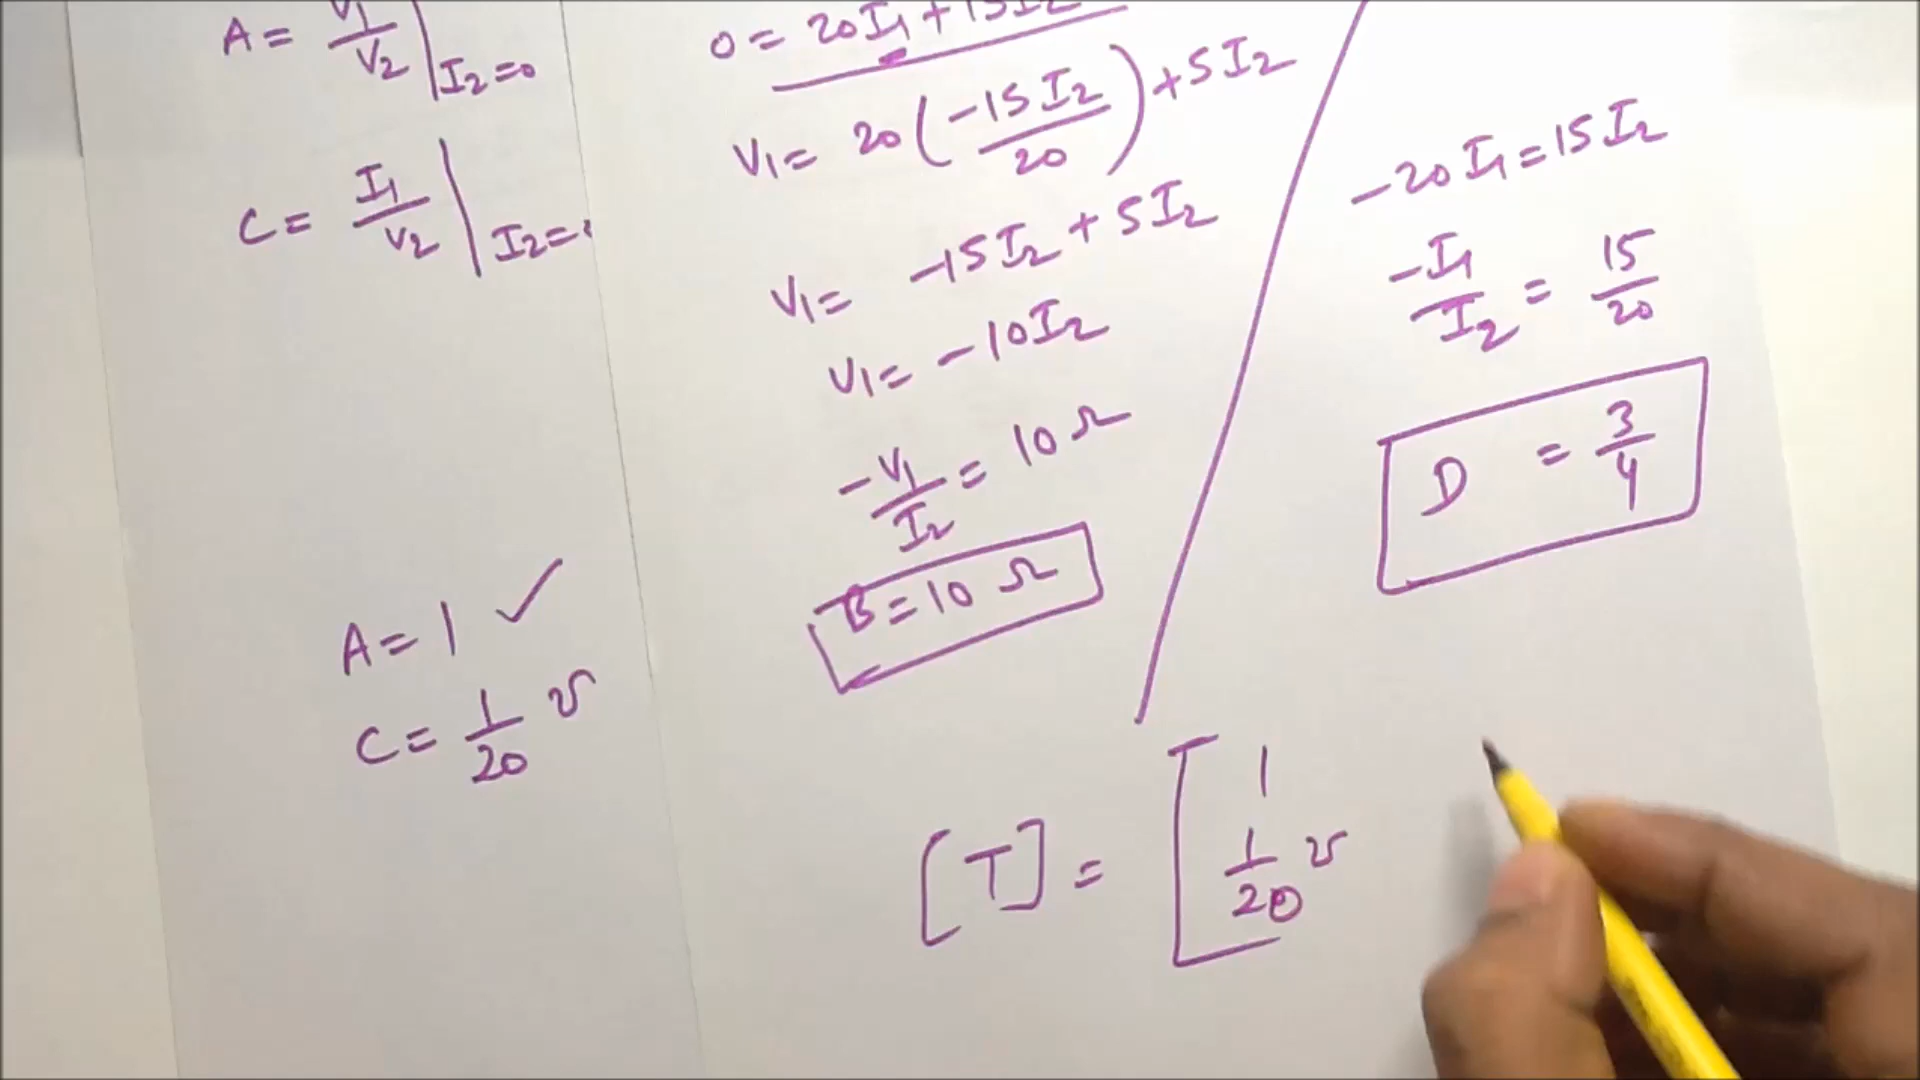 A = V1/V2 | I2=0
C = I1/V2 | I2=
A = 1 ✓
C = 1/20 ℧
0 = 20I1 + 15I2
V1 = 20(-15I2/20) + 5I2
V1 = -15I2 + 5I2
V1 = -10I2
-V1/I2 = 10 Ω
B = 10 Ω
-20I1 = 15I2
-I1/I2 = 15/20
D = 3/4
[T] = [ 1
1/20 ℧